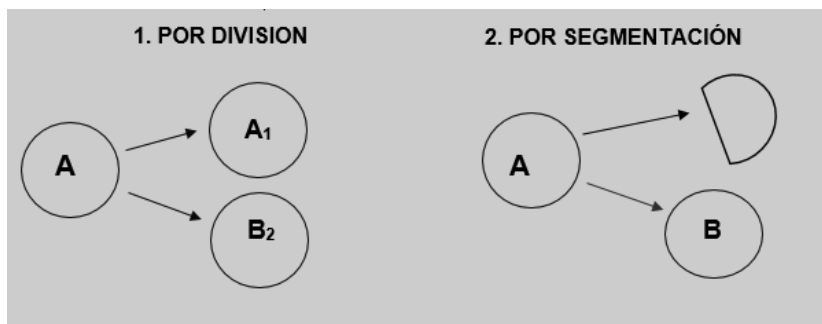 1. POR DIVISION
A
A₁
B₂
2. POR SEGMENTACIÓN
A
B